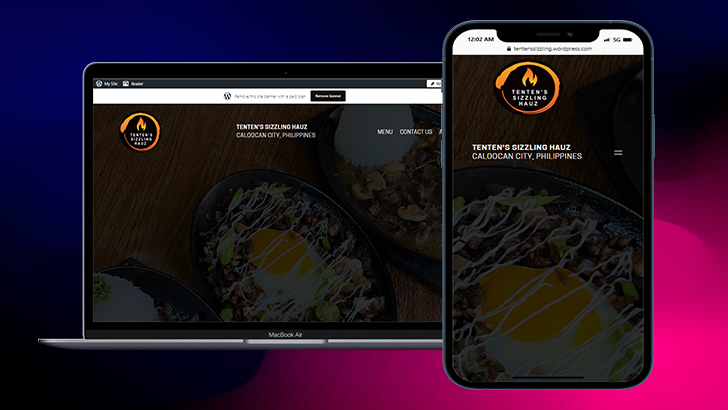 My Site
Reader
Remove this site banner with a paid plan
Remove banner
TENTEN'S
SIZZLING
HAUZ
TENTEN'S SIZZLING HAUZ
CALOOCAN CITY, PHILIPPINES
MENU
CONTACT US
A
MacBook Air
12:02 AM
5G
tentenssizzling.wordpress.com
TENTEN'S
SIZZLING
HAUZ
TENTEN'S SIZZLING HAUZ
CALOOCAN CITY, PHILIPPINES